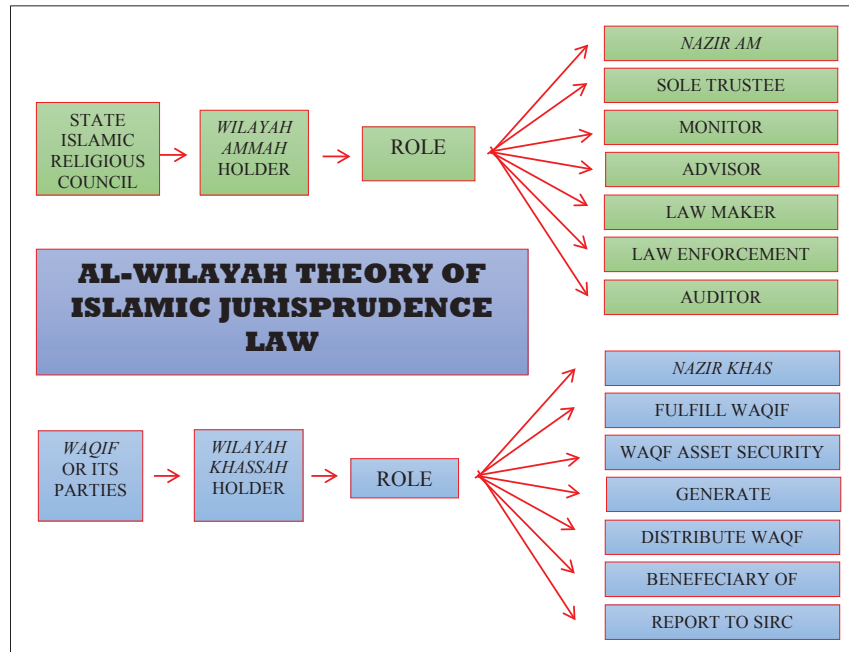 STATE
ISLAMIC
RELIGIOUS
COUNCIL
WILAYAH
AMMAH
HOLDER
ROLE
NAZIR AM
SOLE TRUSTEE
MONITOR
ADVISOR
LAW MAKER
LAW ENFORCEMENT
AUDITOR
AL-WILAYAH THEORY OF
ISLAMIC JURISPRUDENCE
LAW
WAQIF
OR ITS
PARTIES
WILAYAH
KHASSAH
HOLDER
ROLE
NAZIR KHAS
FULFILL WAQIF
WAQF ASSET SECURITY
GENERATE
DISTRIBUTE WAQF
BENEFECIARY OF
REPORT TO SIRC